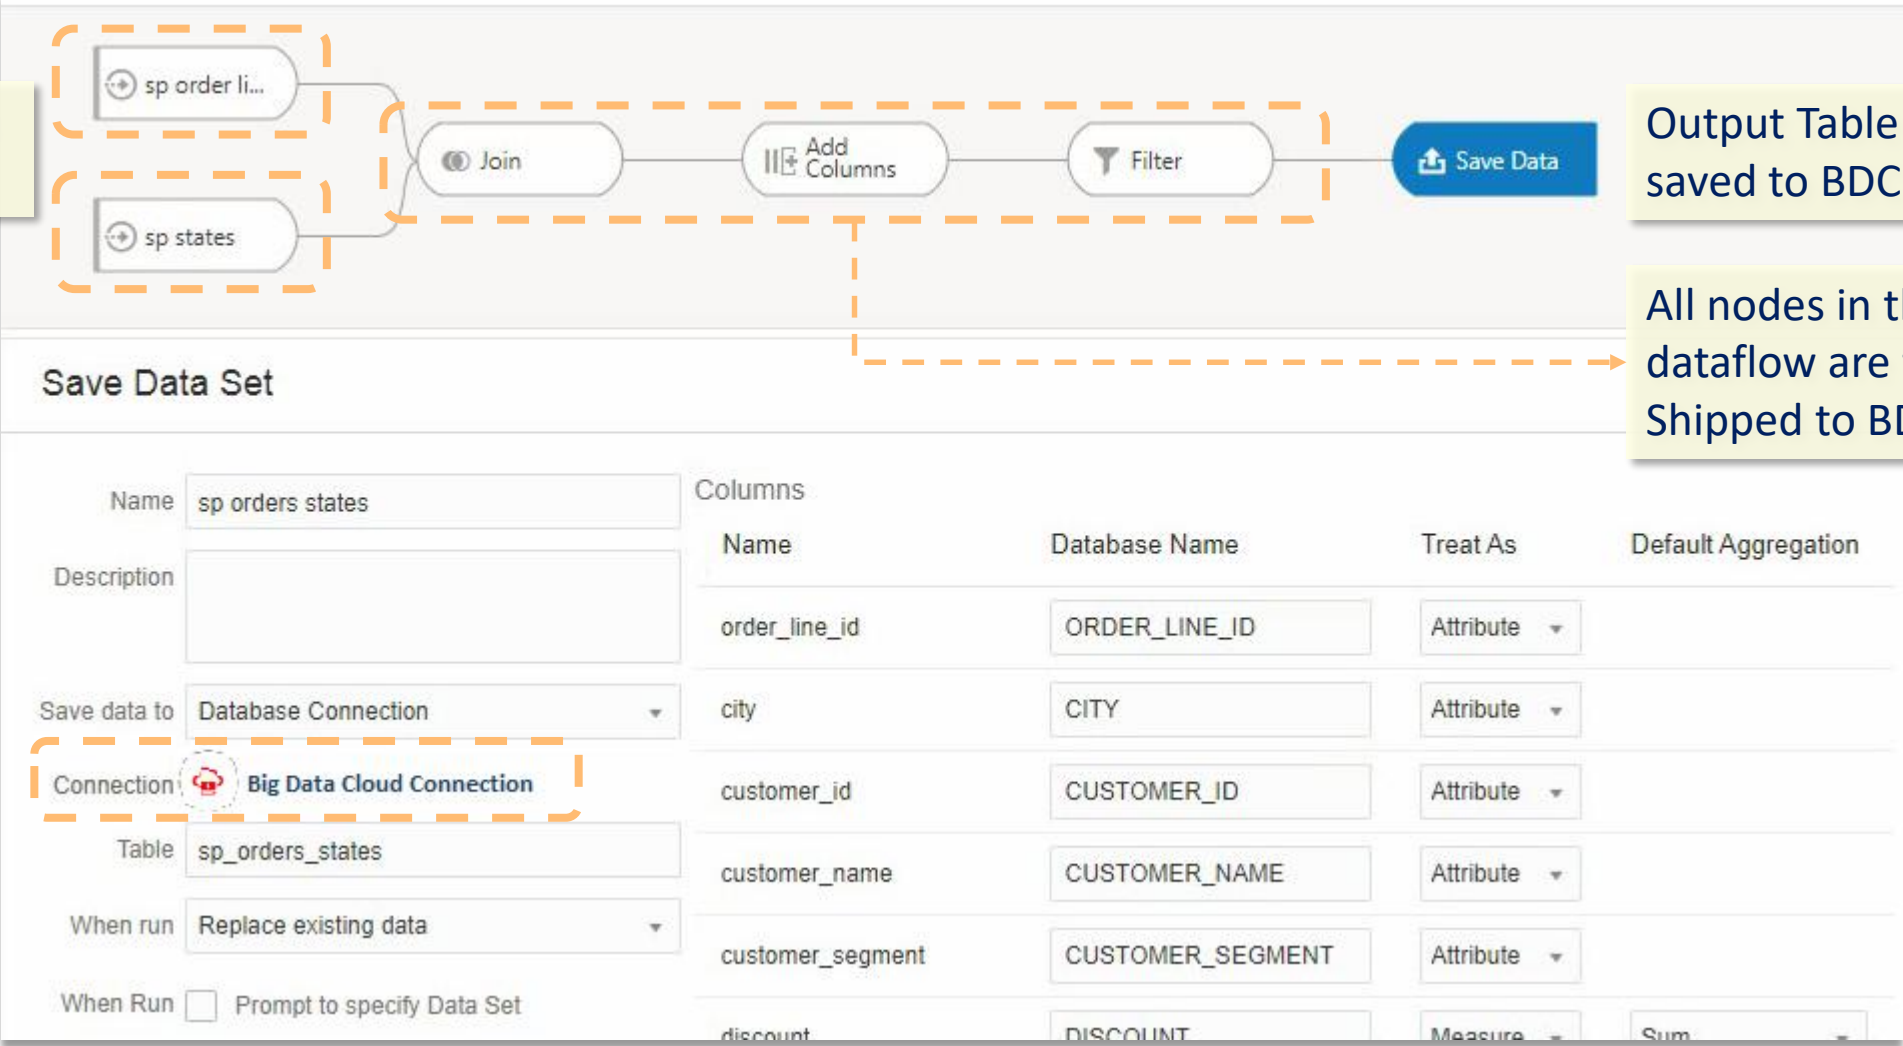 sp order li...
sp states
Join
Add
Columns
Filter
Save Data
Output Table
saved to BDC
All nodes in
dataflow are
Shipped to
Save Data Set
Name sp orders states
Description
Save data to Database Connection
Connection Big Data Cloud Connection
Table sp_orders_states
When run Replace existing data
When Run Prompt to specify Data Set
Columns
Name Database Name Treat As Default Aggregation
order_line_id ORDER_LINE_ID Attribute
city CITY Attribute
customer_id CUSTOMER_ID Attribute
customer_name CUSTOMER_NAME Attribute
customer_segment CUSTOMER_SEGMENT Attribute
discount DISCOUNT Measure Sum